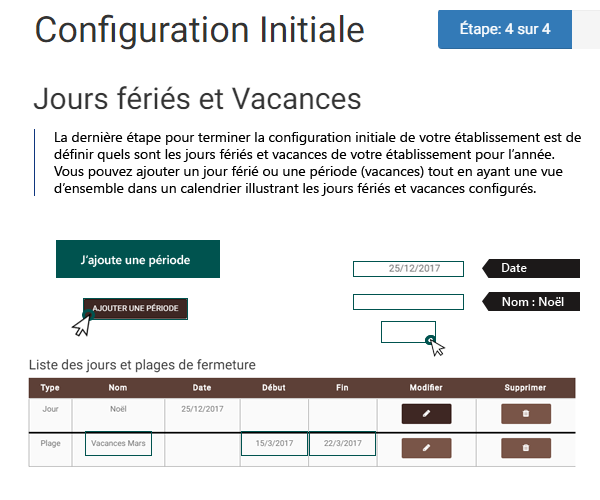 Configuration Initiale
Étape: 4 sur 4
Jours fériés et Vacances
La dernière étape pour terminer la configuration initiale de votre établissement est de
définir quels sont les jours fériés et vacances de votre établissement pour l'année.
Vous pouvez ajouter un jour férié ou une période (vacances) tout en ayant une vue
d'ensemble dans un calendrier illustrant les jours fériés et vacances configurés.
J'ajoute une période
AJOUTER UNE PÉRIODE
25/12/2017 Date
Nom : Noël
Liste des jours et plages de fermeture
Type Nom Date Début Fin Modifier Supprimer
Jour Noël 25/12/2017
Plage Vacances Mars 15/3/2017 22/3/2017